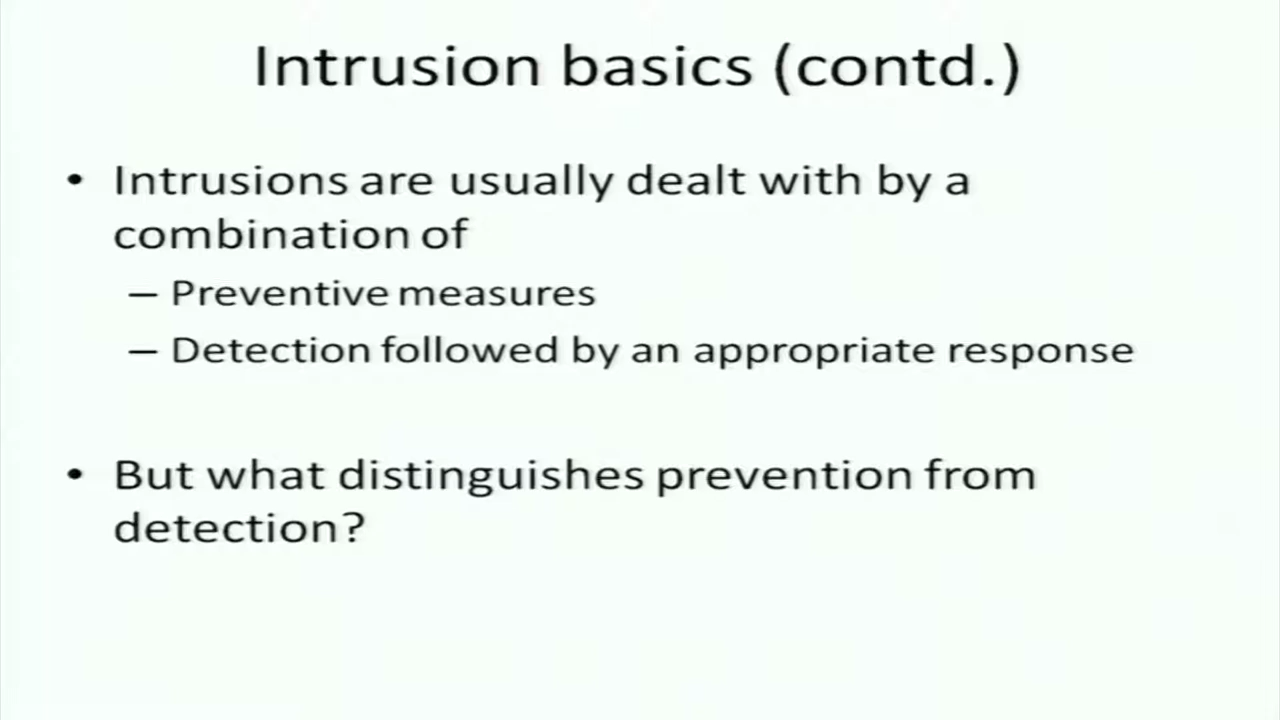 Intrusion basics (contd.)
• Intrusions are usually dealt with by a
combination of
– Preventive measures
– Detection followed by an appropriate response
• But what distinguishes prevention from
detection?